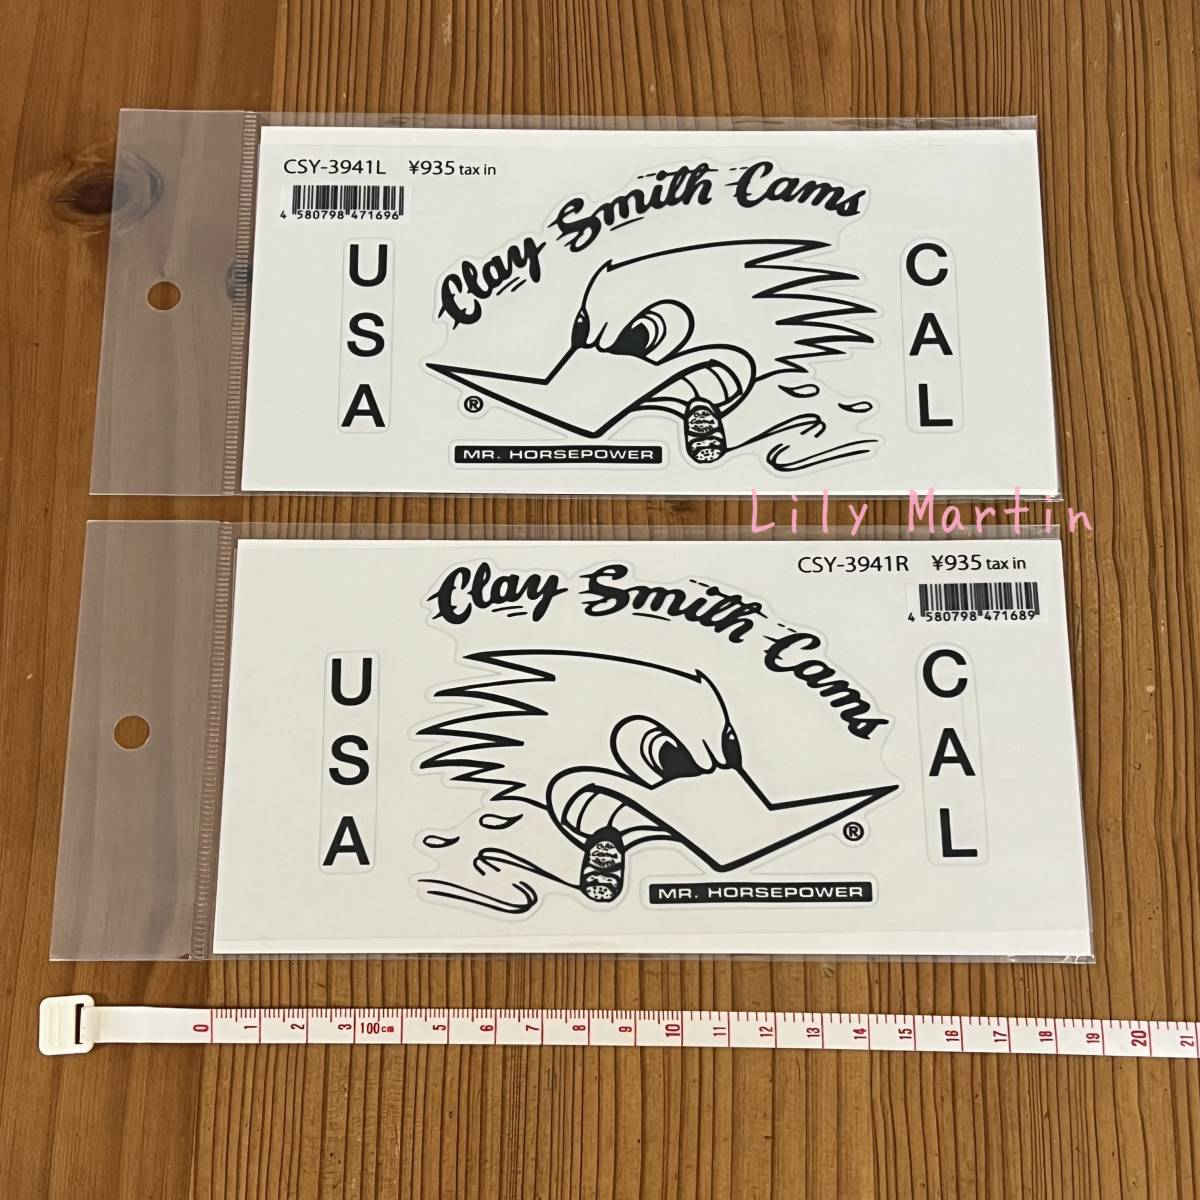 CSY-3941L ¥935 tax in
4 580798 471696
Clay Smith Cams
USA
CAL
®
MR. HORSEPOWER
Lily Martin
CSY-3941R ¥935 tax in
4 580798 471689
Clay Smith Cams
USA
CAL
®
MR. HORSEPOWER
0 1 2 3 100cm 5 6 7 8 9 10 11 12 13 14 15 16 17 18 19 20 21